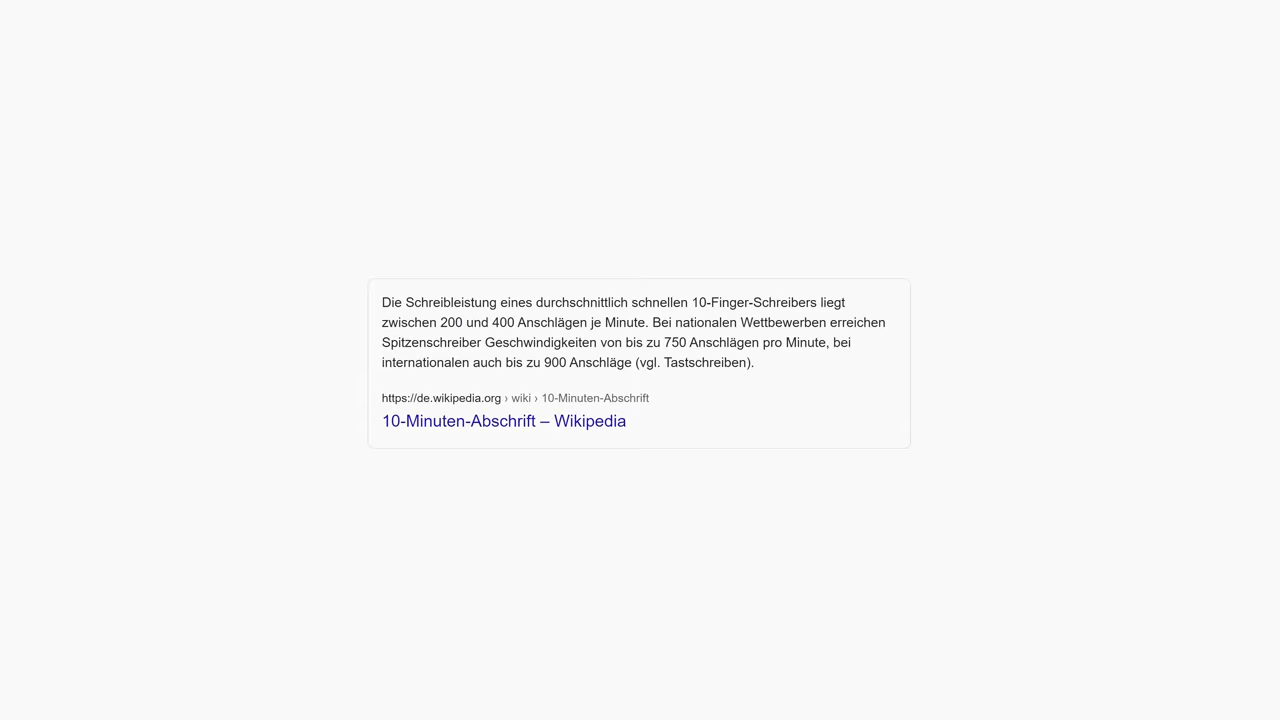 Die Schreibleistung eines durchschnittlich schnellen 10-Finger-Schreibers liegt
zwischen 200 und 400 Anschlägen je Minute. Bei nationalen Wettbewerben erreichen
Spitzenschreiber Geschwindigkeiten von bis zu 750 Anschlägen pro Minute, bei
internationalen auch bis zu 900 Anschläge (vgl. Tastschreiben).
https://de.wikipedia.org › wiki › 10-Minuten-Abschrift
10-Minuten-Abschrift – Wikipedia